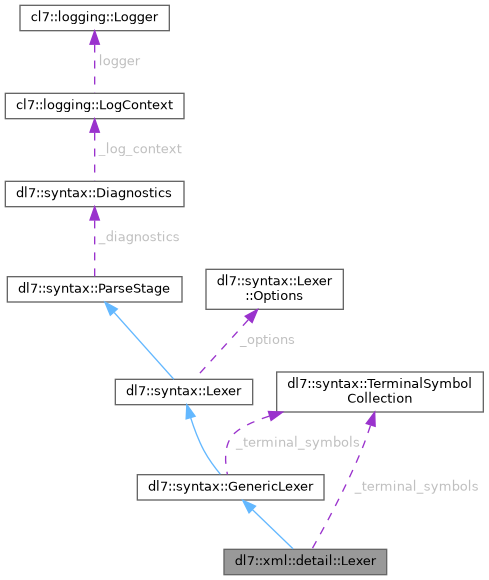 cl7::logging::Logger
logger
cl7::logging::LogContext
_log_context
dl7::syntax::Diagnostics
_diagnostics
dl7::syntax::ParseStage
dl7::syntax::Lexer
::Options
_options
dl7::syntax::Lexer
dl7::syntax::TerminalSymbol
Collection
_terminal_symbols
dl7::syntax::GenericLexer
_terminal_symbols
dl7::xml::detail::Lexer